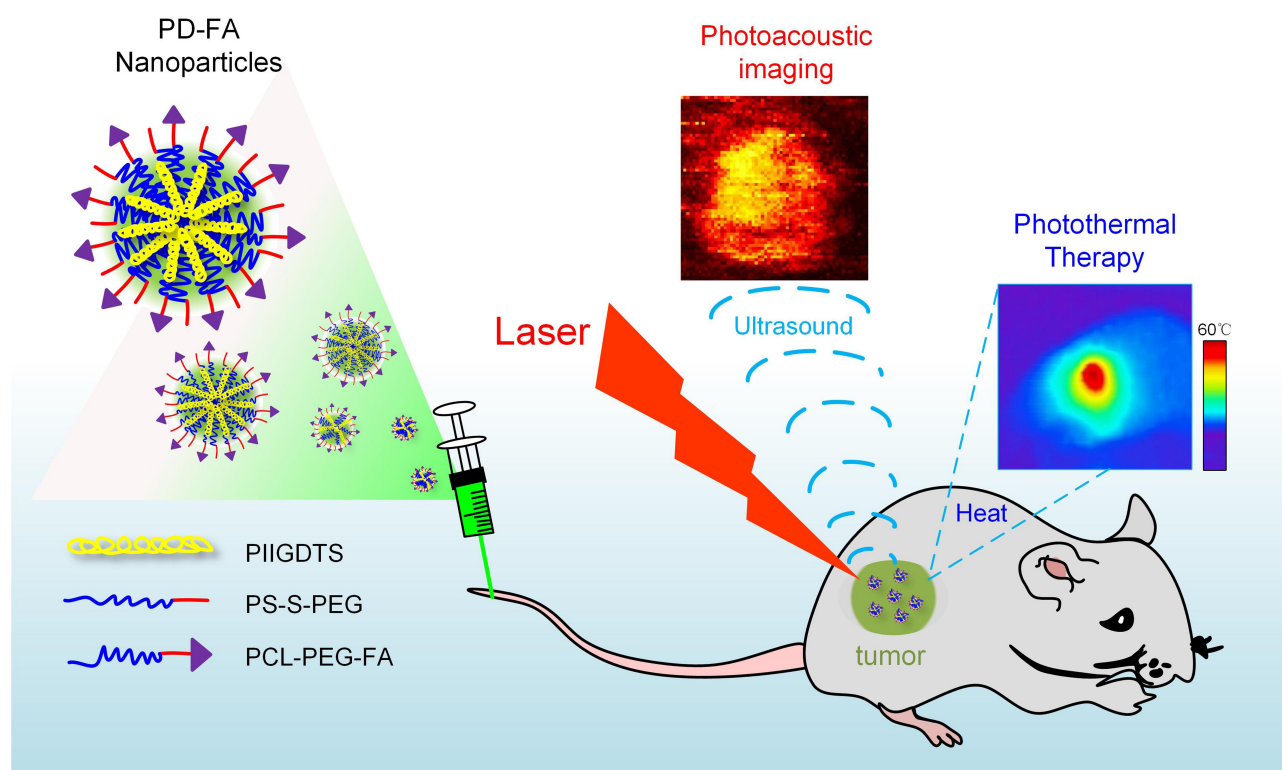 PD-FA
Nanoparticles
Photoacoustic
imaging
Photothermal
Therapy
60℃
Ultrasound
Laser
Heat
PIIGDTS
PS-S-PEG
PCL-PEG-FA
tumor